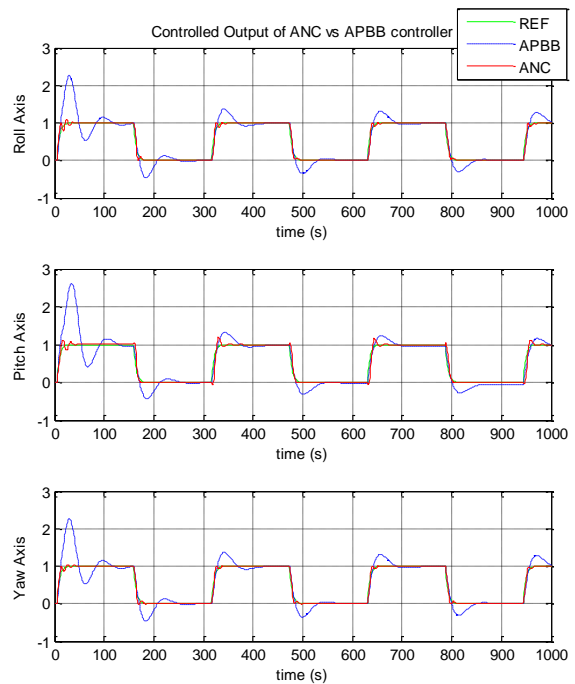 Controlled Output of ANC vs APBB controller
REF
APBB
ANC
Roll Axis
3
2
1
0
-1
0 100 200 300 400 500 600 700 800 900 1000
time (s)
Pitch Axis
3
2
1
0
-1
0 100 200 300 400 500 600 700 800 900 1000
time (s)
Yaw Axis
3
2
1
0
-1
0 100 200 300 400 500 600 700 800 900 1000
time (s)